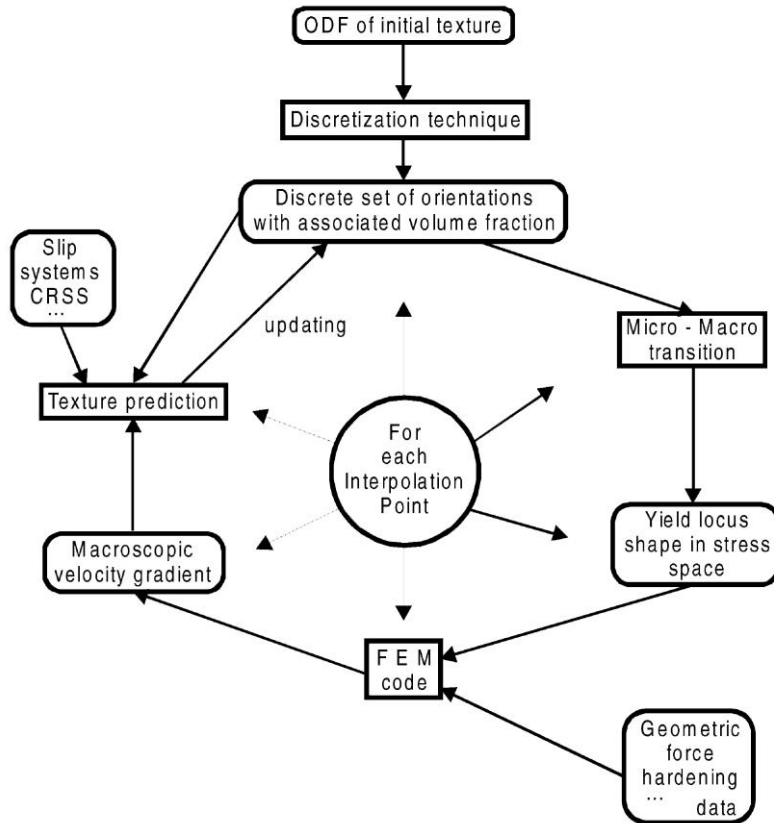 ODF of initial texture
Discretization technique
Discrete set of orientations
with associated volume fraction
Slip
systems
CRSS
...
updating
Micro - Macro
transition
Texture prediction
For
each
Interpolation
Point
Macroscopic
velocity gradient
Yield locus
shape in stress
space
F E M
code
Geometric
force
hardening
... data